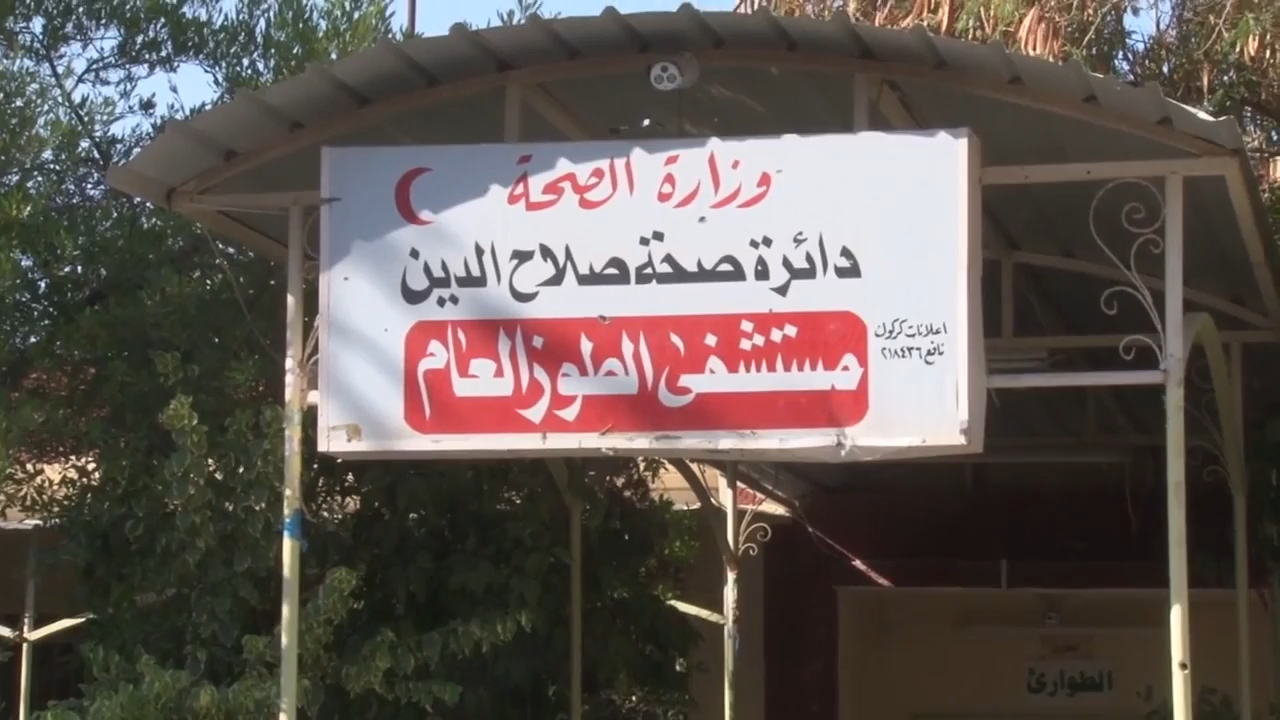 وزارة الصحة
دائرة صحة صلاح الدين
مستشفى الطوز العام
اعلانات كركوك
نافع ٢١٨٤٣٦
الطوارئ